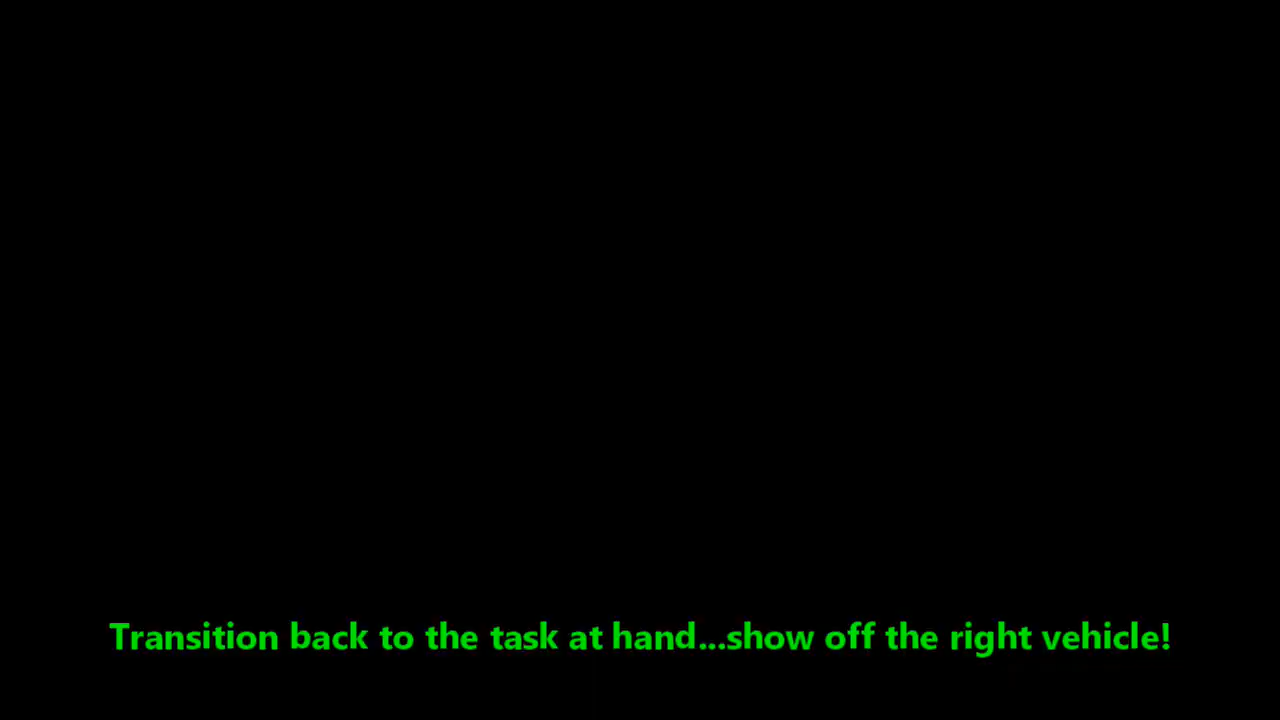 Transition back to the task at hand...show off the right vehicle!